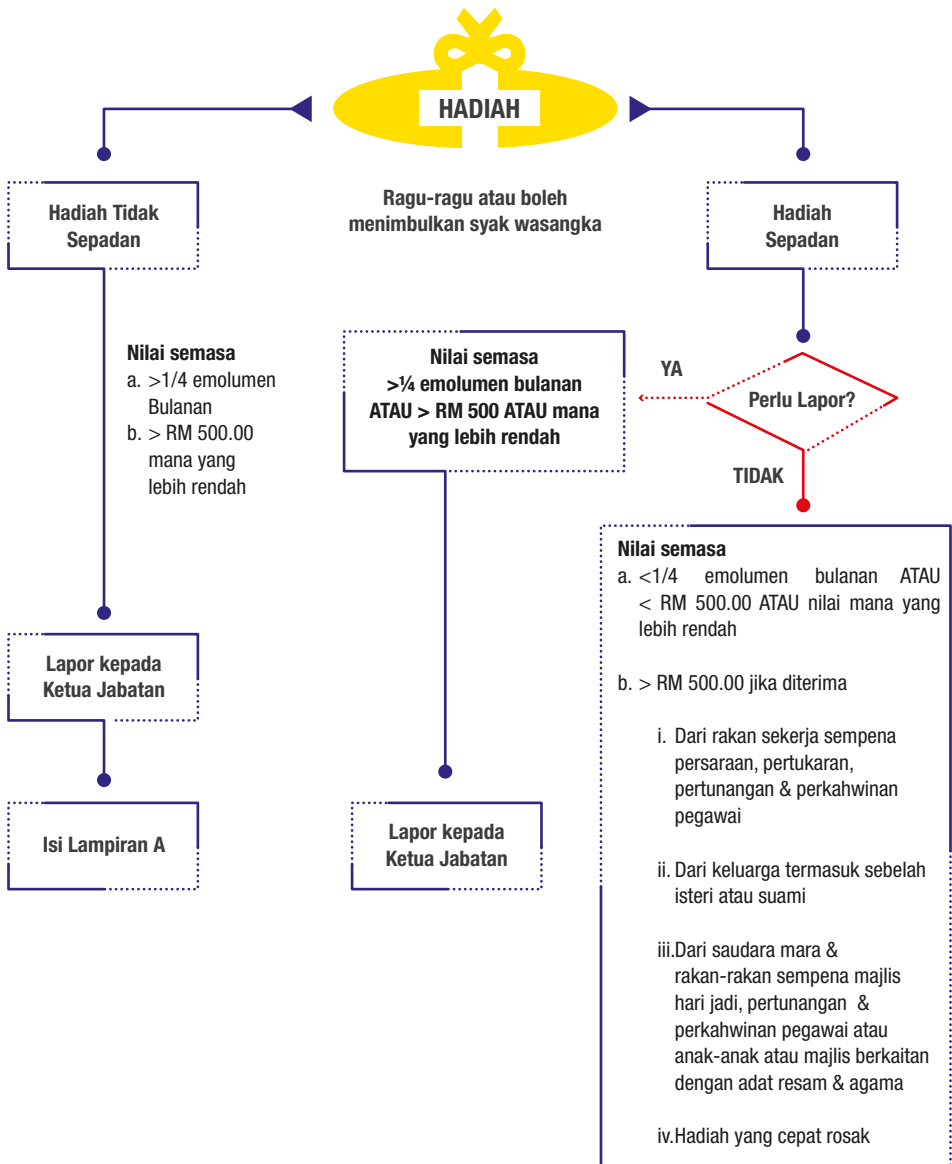 HADIAH
Hadiah Tidak
Sepadan
Ragu-ragu atau boleh
menimbulkan syak wasangka
Hadiah
Sepadan
Nilai semasa
a. >1/4 emolumen
Bulanan
b. > RM 500.00
mana yang
lebih rendah
Lapor kepada
Ketua Jabatan
Isi Lampiran A
Nilai semasa
>¼ emolumen bulanan
ATAU > RM 500 ATAU mana
yang lebih rendah
Lapor kepada
Ketua Jabatan
YA
Perlu Lapor?
TIDAK
Nilai semasa
a. <1/4 emolumen bulanan ATAU
< RM 500.00 ATAU nilai mana yang
lebih rendah
b. > RM 500.00 jika diterima
i. Dari rakan sekerja sempena
persaraan, pertukaran,
pertunangan & perkahwinan
pegawai
ii. Dari keluarga termasuk sebelah
isteri atau suami
iii.Dari saudara mara &
rakan-rakan sempena majlis
hari jadi, pertunangan &
perkahwinan pegawai atau
anak-anak atau majlis berkaitan
dengan adat resam & agama
iv.Hadiah yang cepat rosak